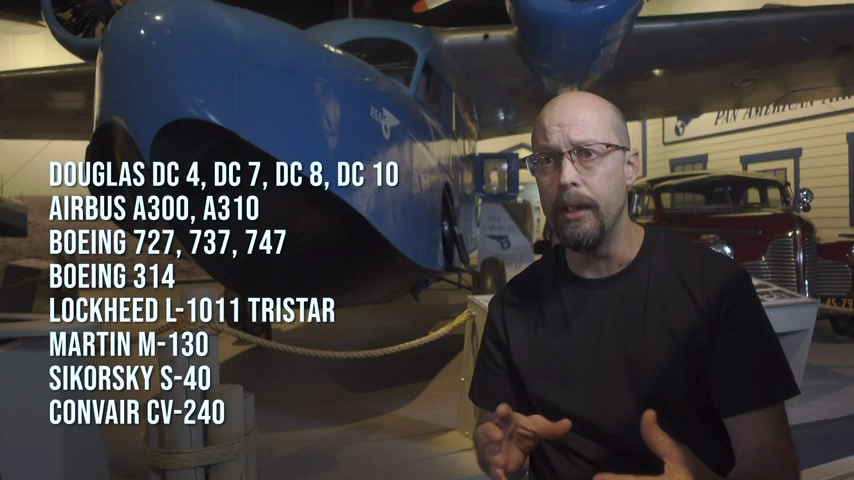 DOUGLAS DC 4, DC 7, DC 8, DC 10
AIRBUS A300, A310
BOEING 727, 737, 747
BOEING 314
LOCKHEED L-1011 TRISTAR
MARTIN M-130
SIKORSKY S-40
CONVAIR CV-240
PAN AMERICAN AIR